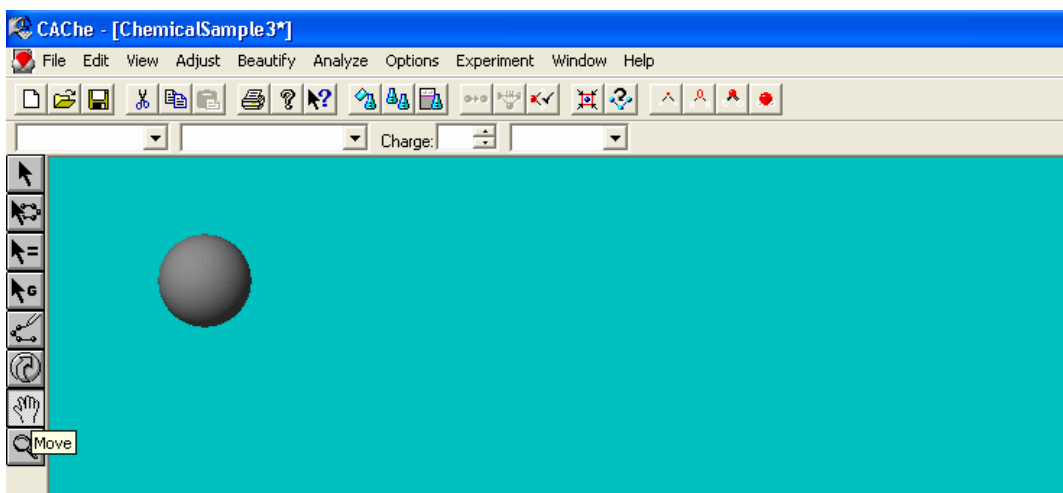 CAChe - [ChemicalSample3*]
File Edit View Adjust Beautify Analyze Options Experiment Window Help
Charge:
G
Move